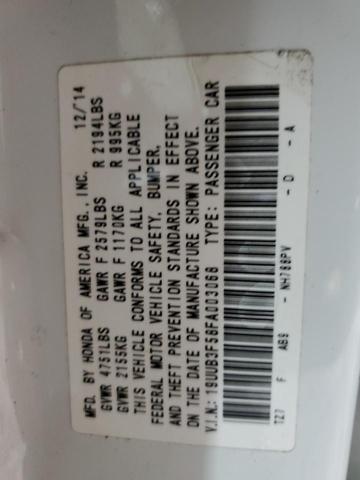 MFD. BY HONDA OF AMERICA MFG., INC. 12/14
GVWR 4751LBS GAWR F 2579LBS R 2194LBS
GVWR 2155KG GAWR F 1170KG R 995KG
THIS VEHICLE CONFORMS TO ALL APPLICABLE
FEDERAL MOTOR VEHICLE SAFETY, BUMPER,
AND THEFT PREVENTION STANDARDS IN EFFECT
ON THE DATE OF MANUFACTURE SHOWN ABOVE.
V.I.N.: 19UUB3F58FA003068 TYPE: PASSENGER CAR
TZ7 F AB9 - NH788PV - D - A